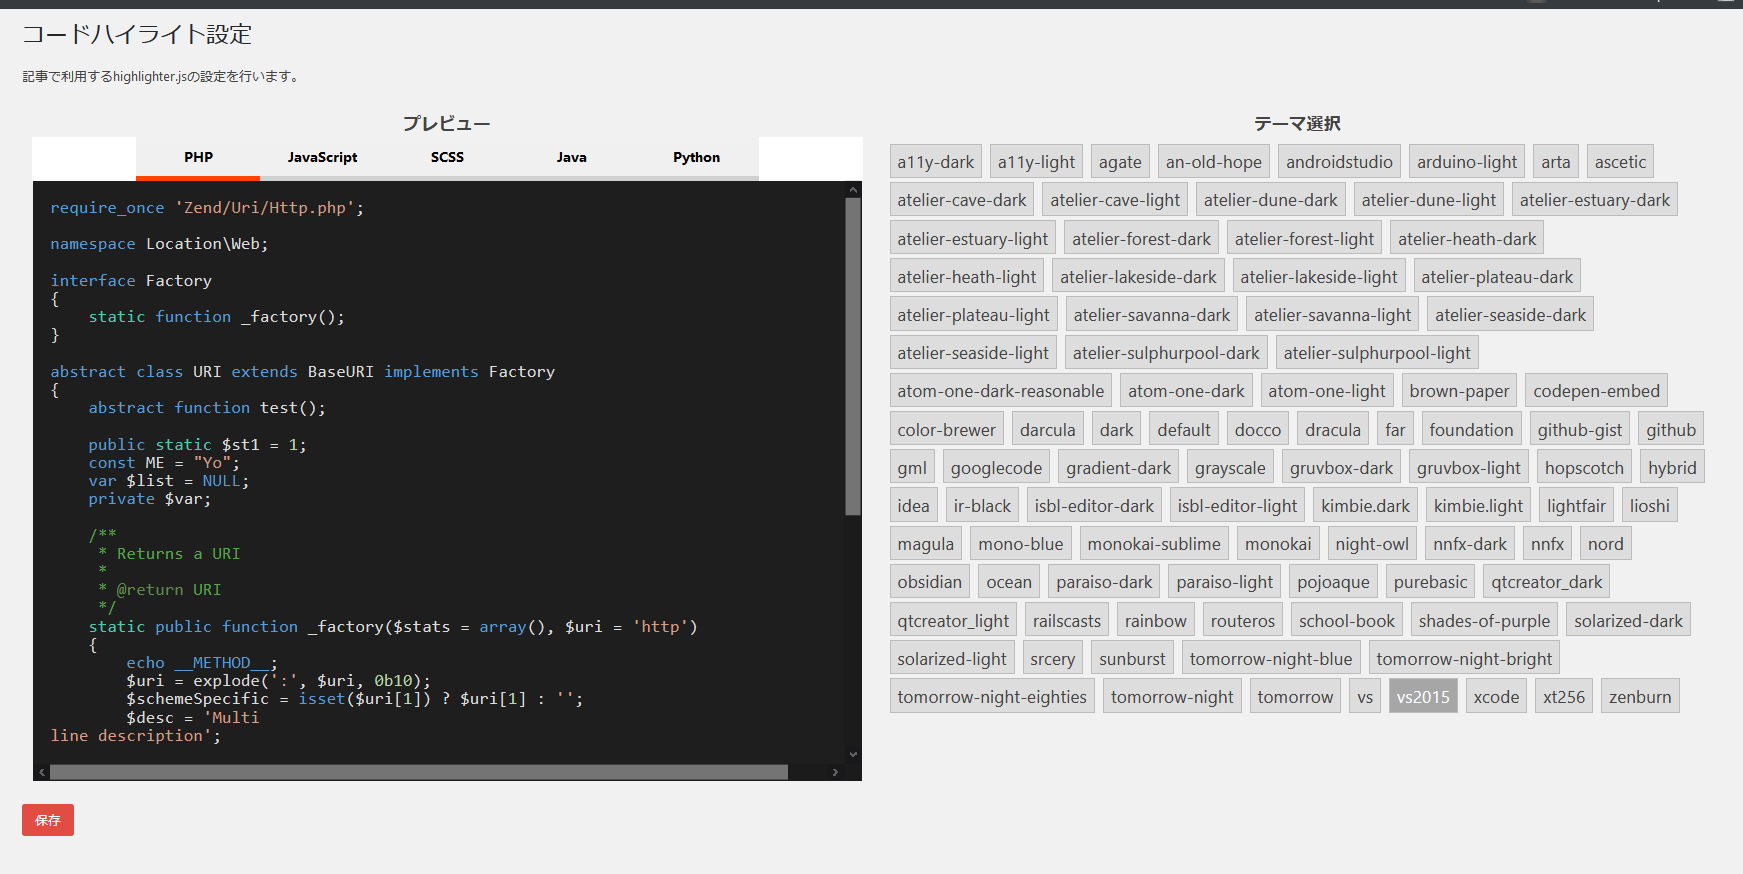 コードハイライト設定
記事で利用するhighlighter.jsの設定を行います。
プレビュー
PHP JavaScript SCSS Java Python
require_once 'Zend/Uri/Http.php';
namespace Location\Web;
interface Factory
{
    static function _factory();
}
abstract class URI extends BaseURI implements Factory
{
    abstract function test();
    public static $st1 = 1;
    const ME = "Yo";
    var $list = NULL;
    private $var;
    /**
     * Returns a URI
     *
     * @return URI
     */
    static public function _factory($stats = array(), $uri = 'http')
    {
        echo __METHOD__;
        $uri = explode(':', $uri, 0b10);
        $schemeSpecific = isset($uri[1]) ? $uri[1] : '';
        $desc = 'Multi
line description';
保存
テーマ選択
a11y-dark a11y-light agate an-old-hope androidstudio arduino-light arta ascetic
atelier-cave-dark atelier-cave-light atelier-dune-dark atelier-dune-light atelier-estuary-dark
atelier-estuary-light atelier-forest-dark atelier-forest-light atelier-heath-dark
atelier-heath-light atelier-lakeside-dark atelier-lakeside-light atelier-plateau-dark
atelier-plateau-light atelier-savanna-dark atelier-savanna-light atelier-seaside-dark
atelier-seaside-light atelier-sulphurpool-dark atelier-sulphurpool-light
atom-one-dark-reasonable atom-one-dark atom-one-light brown-paper codepen-embed
color-brewer darcula dark default docco dracula far foundation github-gist github
gml googlecode gradient-dark grayscale gruvbox-dark gruvbox-light hopscotch hybrid
idea ir-black isbl-editor-dark isbl-editor-light kimbie.dark kimbie.light lightfair lioshi
magula mono-blue monokai-sublime monokai night-owl nnfx-dark nnfx nord
obsidian ocean paraiso-dark paraiso-light pojoaque purebasic qtcreator_dark
qtcreator_light railscasts rainbow routeros school-book shades-of-purple solarized-dark
solarized-light srcery sunburst tomorrow-night-blue tomorrow-night-bright
tomorrow-night-eighties tomorrow-night tomorrow vs vs2015 xcode xt256 zenburn